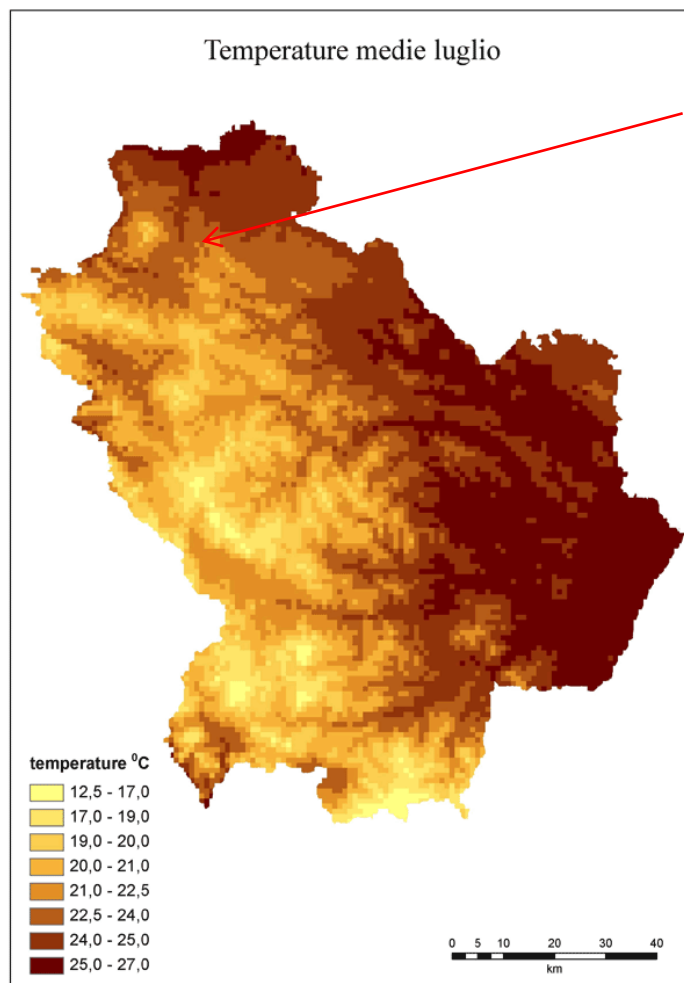 Temperature medie luglio
temperature ⁰C
12,5 - 17,0
17,0 - 19,0
19,0 - 20,0
20,0 - 21,0
21,0 - 22,5
22,5 - 24,0
24,0 - 25,0
25,0 - 27,0
0 5 10 20 30 40
km